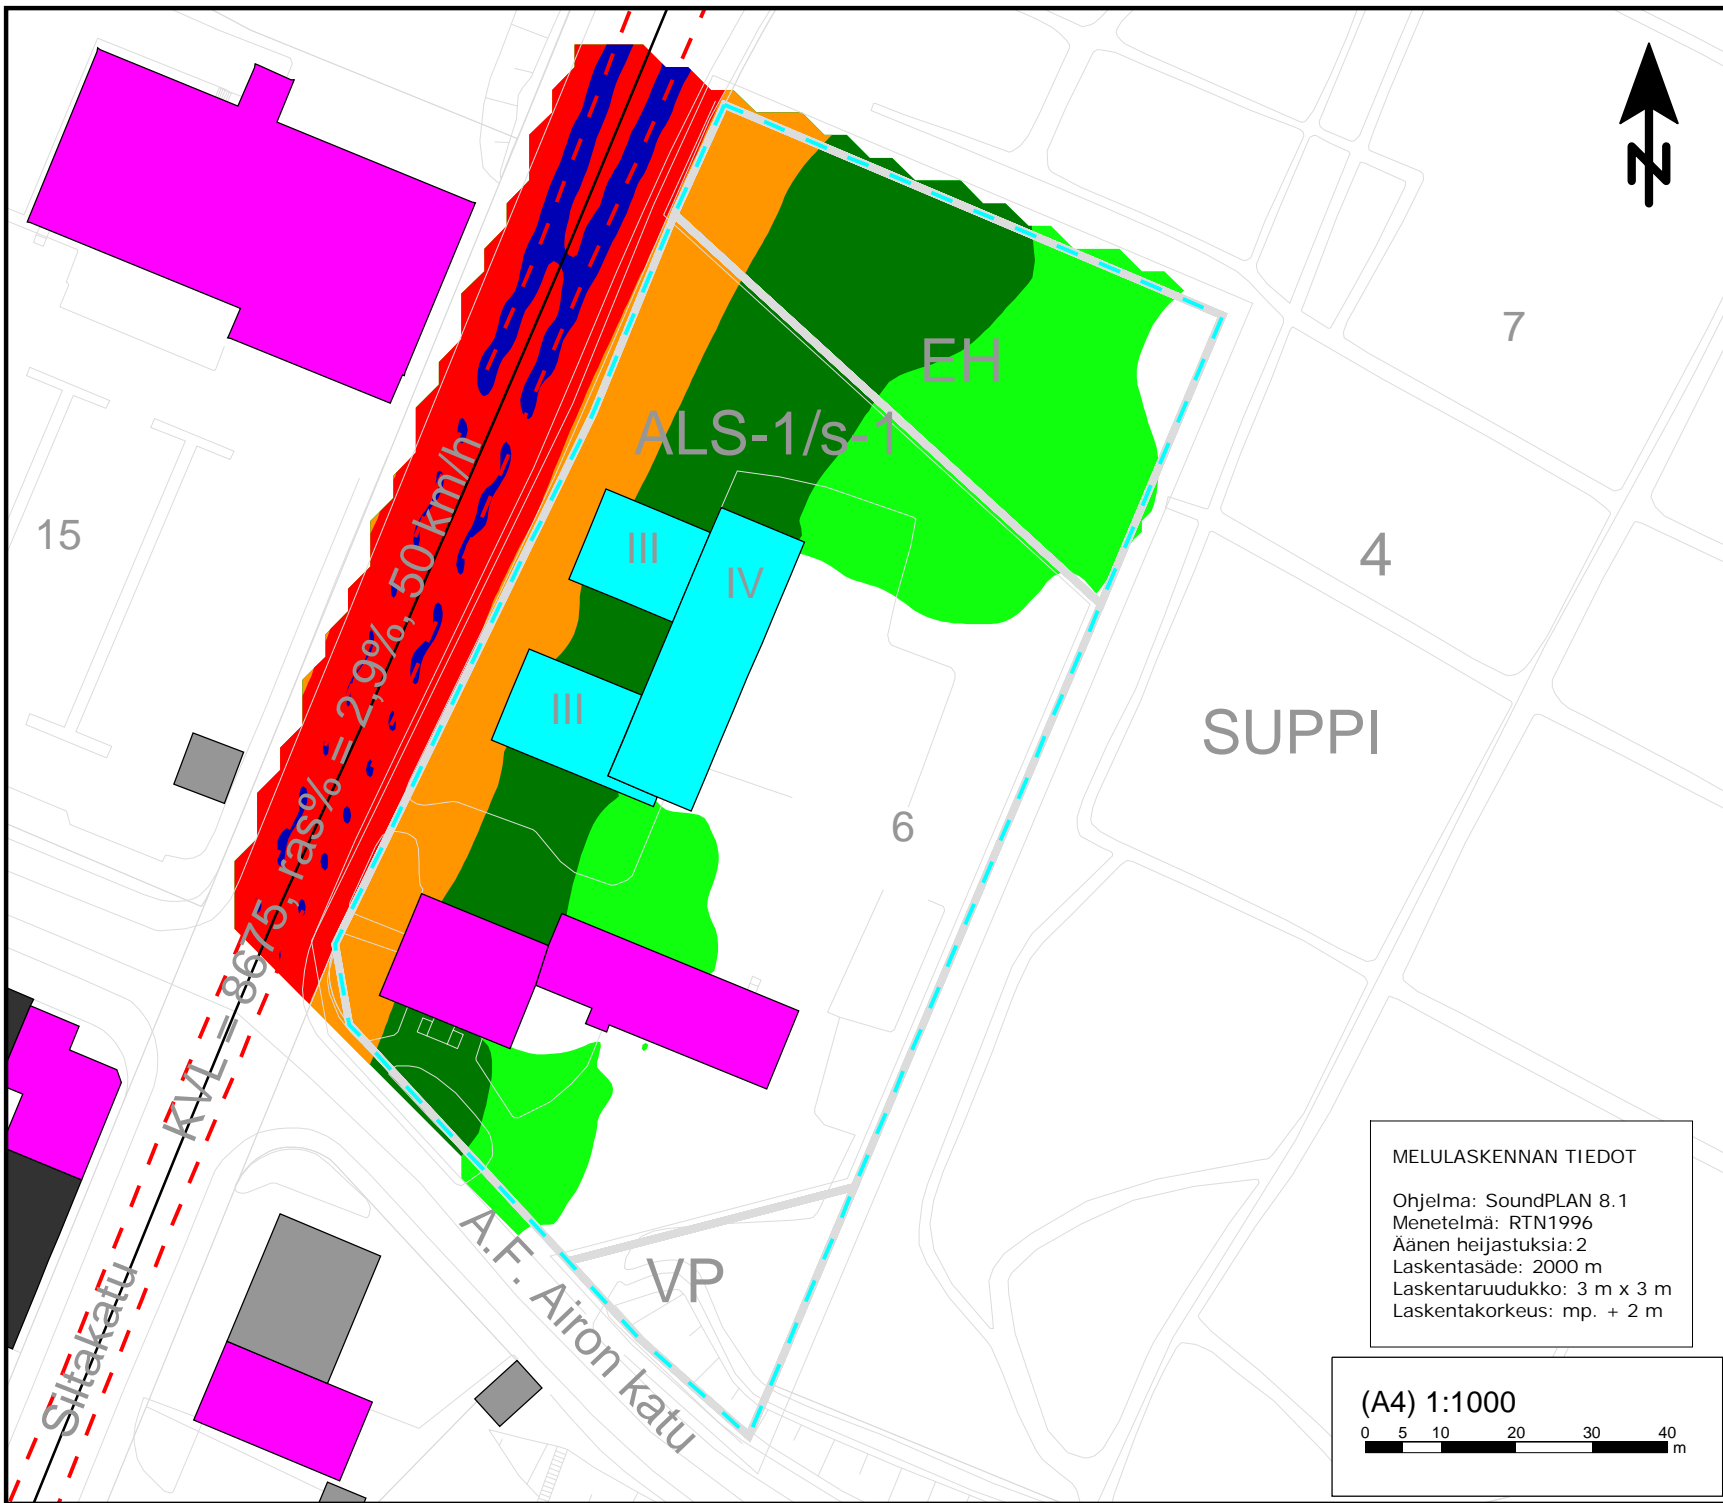 N
7
EH
ALS-1/s-1
15
III
IV
4
III
SUPPI
6
KVL = 8675, ras% = 2,9%, 50 km/h
Siltakatu
A.F. Airon katu
VP
MELULASKENNAN TIEDOT
Ohjelma: SoundPLAN 8.1
Menetelmä: RTN1996
Äänen heijastuksia: 2
Laskentasäde: 2000 m
Laskentaruudukko: 3 m x 3 m
Laskentakorkeus: mp. + 2 m
(A4) 1:1000
0 5 10 20 30 40
m